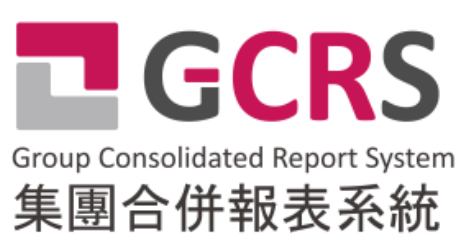 GCRS
Group Consolidated Report System
集團合併報表系統